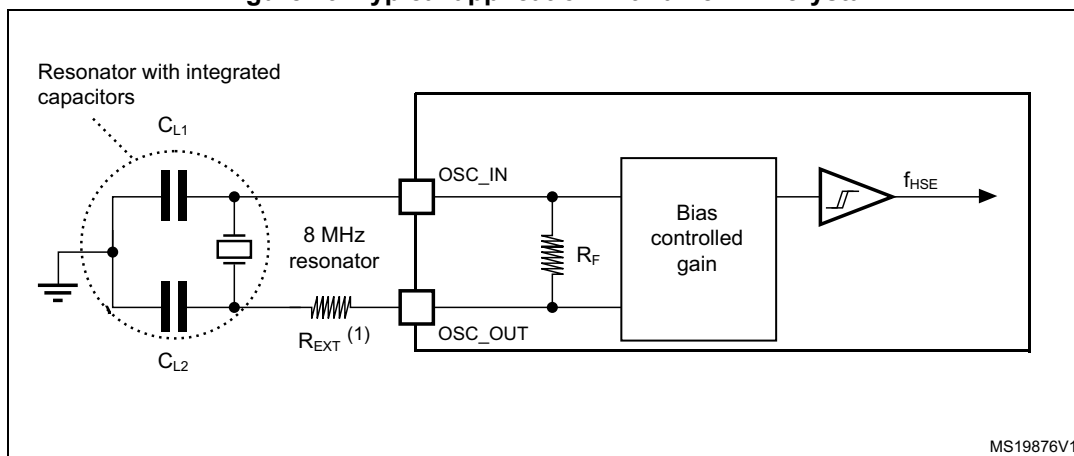 Resonator with integrated
capacitors
CL1
OSC_IN
fHSE
8 MHz
resonator
RF
Bias
controlled
gain
REXT (1)
OSC_OUT
CL2
MS19876V1